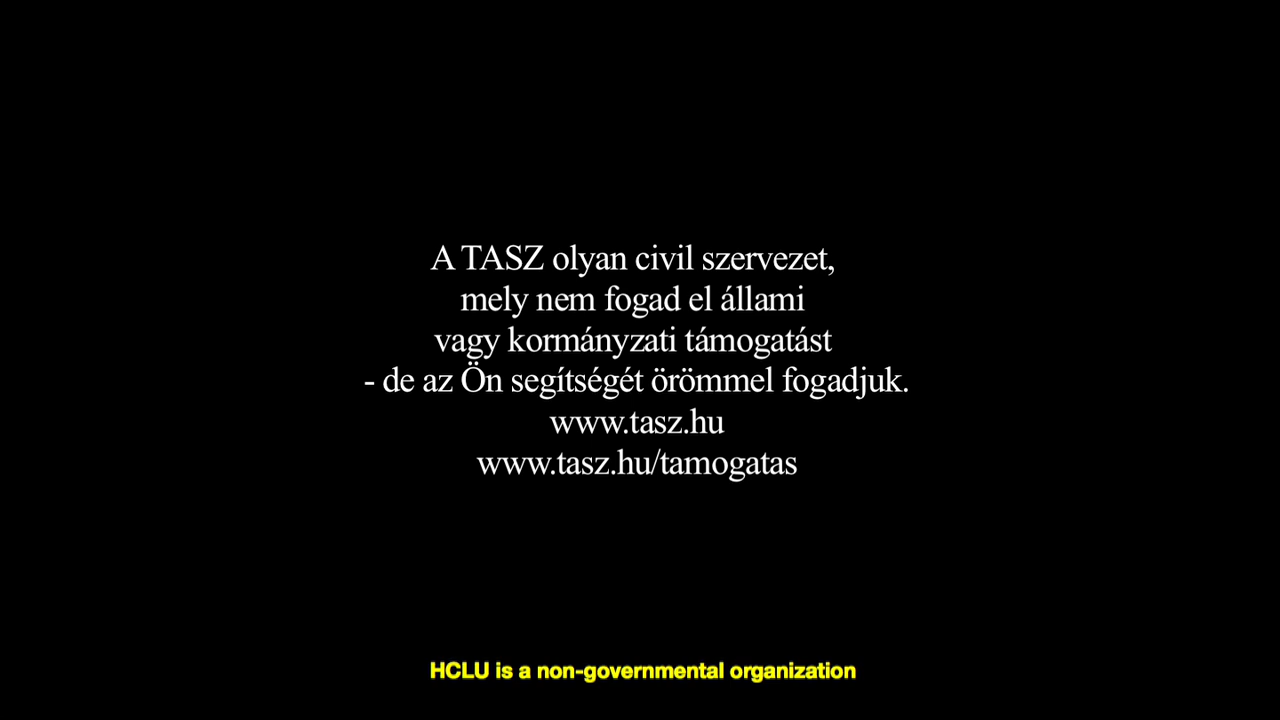 A TASZ olyan civil szervezet,
mely nem fogad el állami
vagy kormányzati támogatást
- de az Ön segítségét örömmel fogadjuk.
www.tasz.hu
www.tasz.hu/tamogatas
HCLU is a non-governmental organization